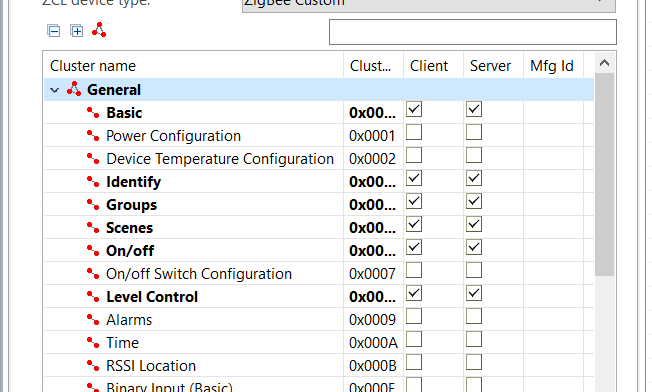 ZCL device type: ZigBee Custom
Cluster name Clust... Client Server Mfg Id
General
Basic 0x00...
Power Configuration 0x0001
Device Temperature Configuration 0x0002
Identify 0x00...
Groups 0x00...
Scenes 0x00...
On/off 0x00...
On/off Switch Configuration 0x0007
Level Control 0x00...
Alarms 0x0009
Time 0x000A
RSSI Location 0x000B
Binary Input (Basic) 0x000F